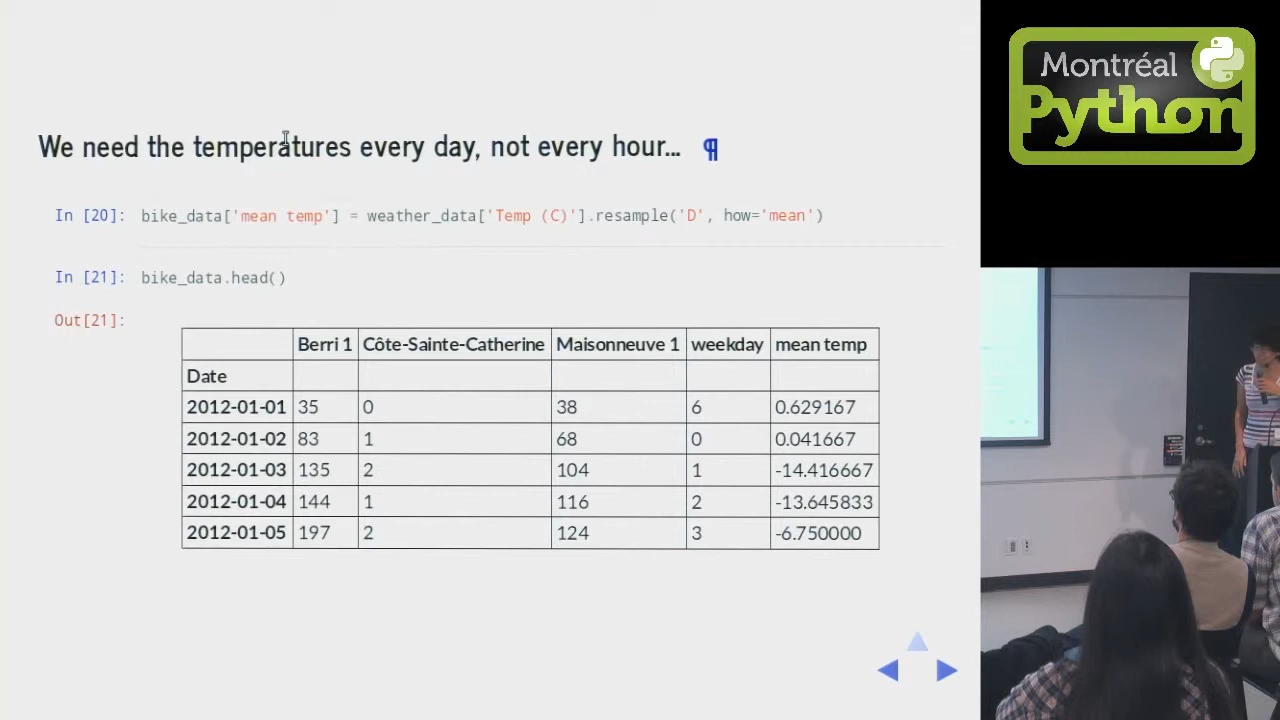 We need the temperatures every day, not every hour... ¶
In [20]: bike_data['mean temp'] = weather_data['Temp (C)'].resample('D', how='mean')
In [21]: bike_data.head()
Out[21]:
Berri 1 Côte-Sainte-Catherine Maisonneuve 1 weekday mean temp
Date
2012-01-01 35 0 38 6 0.629167
2012-01-02 83 1 68 0 0.041667
2012-01-03 135 2 104 1 -14.416667
2012-01-04 144 1 116 2 -13.645833
2012-01-05 197 2 124 3 -6.750000
Montréal
Python